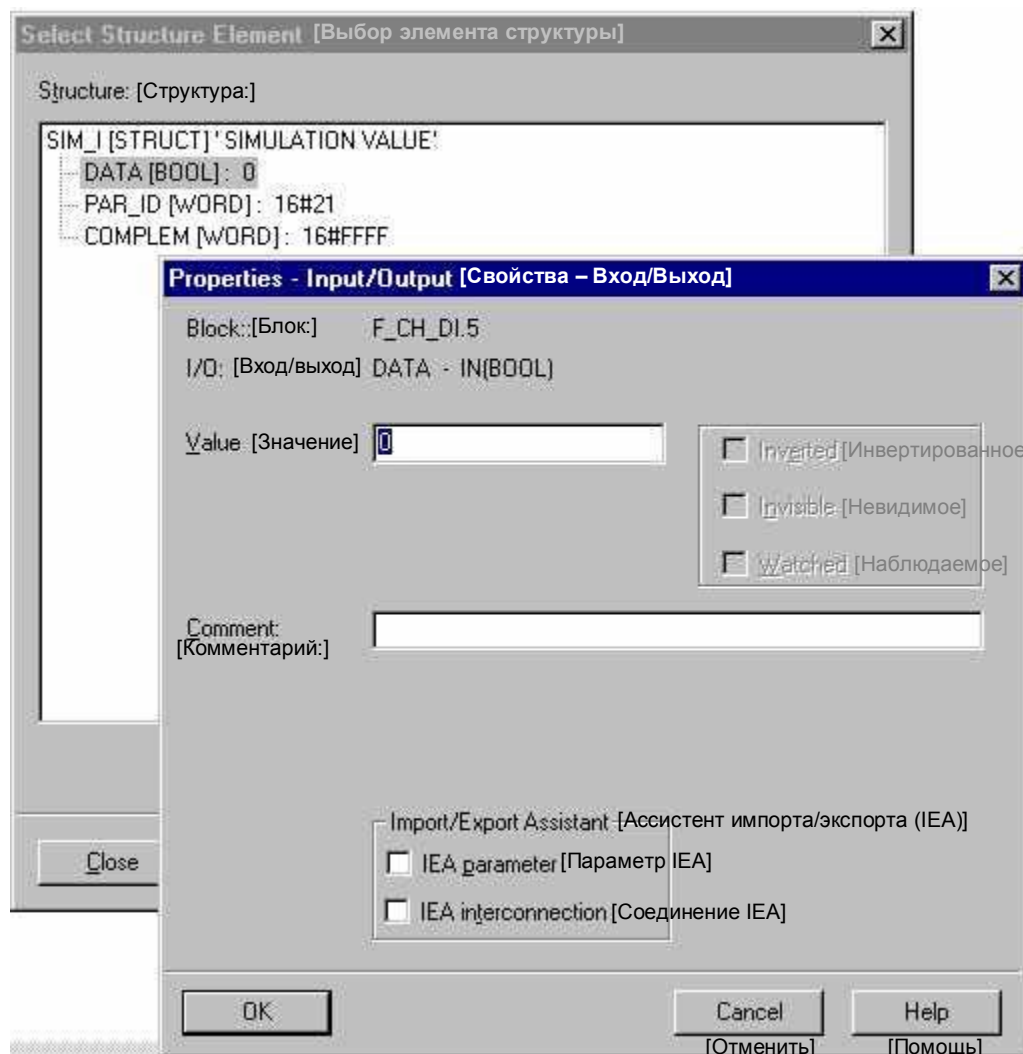 Select Structure Element [Выбор элемента структуры]
Structure: [Структура:]
SIM_I [STRUCT] ' SIMULATION VALUE'
DATA [BOOL] : 0
PAR_ID [WORD] : 16#21
COMPLEM [WORD] : 16#FFFF
Properties - Input/Output [Свойства – Вход/Выход]
Block:: [Блок:] F_CH_DI.5
I/O: [Вход/выход] DATA - IN(BOOL)
Value [Значение] 0
Inverted [Инвертированное
Invisible [Невидимое]
Watched [Наблюдаемое]
Comment:
[Комментарий:]
Import/Export Assistant [Ассистент импорта/экспорта (IEA)]
IEA parameter [Параметр IEA]
IEA interconnection [Соединение IEA]
Close
OK Cancel Help
[Отменить] [Помощь]